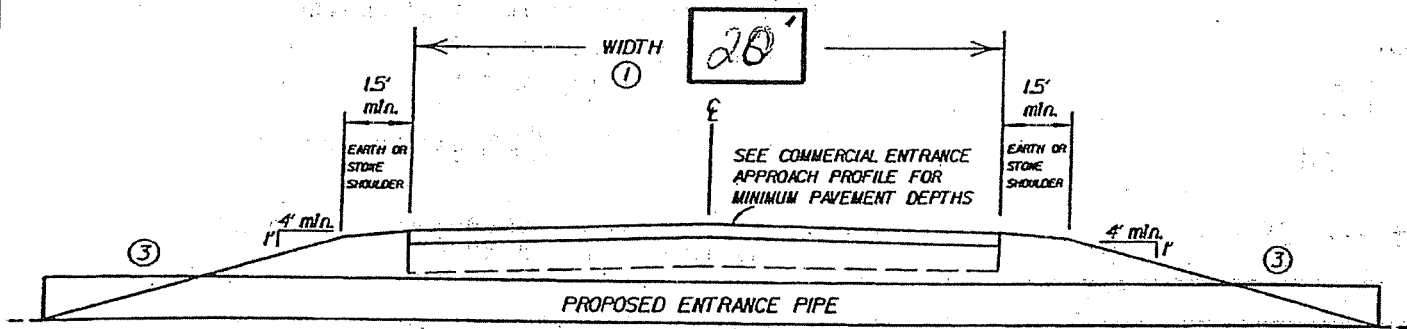 WIDTH 20'
①
1.5'
min.
1.5'
min.
℄
EARTH OR
STONE
SHOULDER
SEE COMMERCIAL ENTRANCE
APPROACH PROFILE FOR
MINIMUM PAVEMENT DEPTHS
EARTH OR
STONE
SHOULDER
4' min.
1'
4' min.
1'
③
③
PROPOSED ENTRANCE PIPE